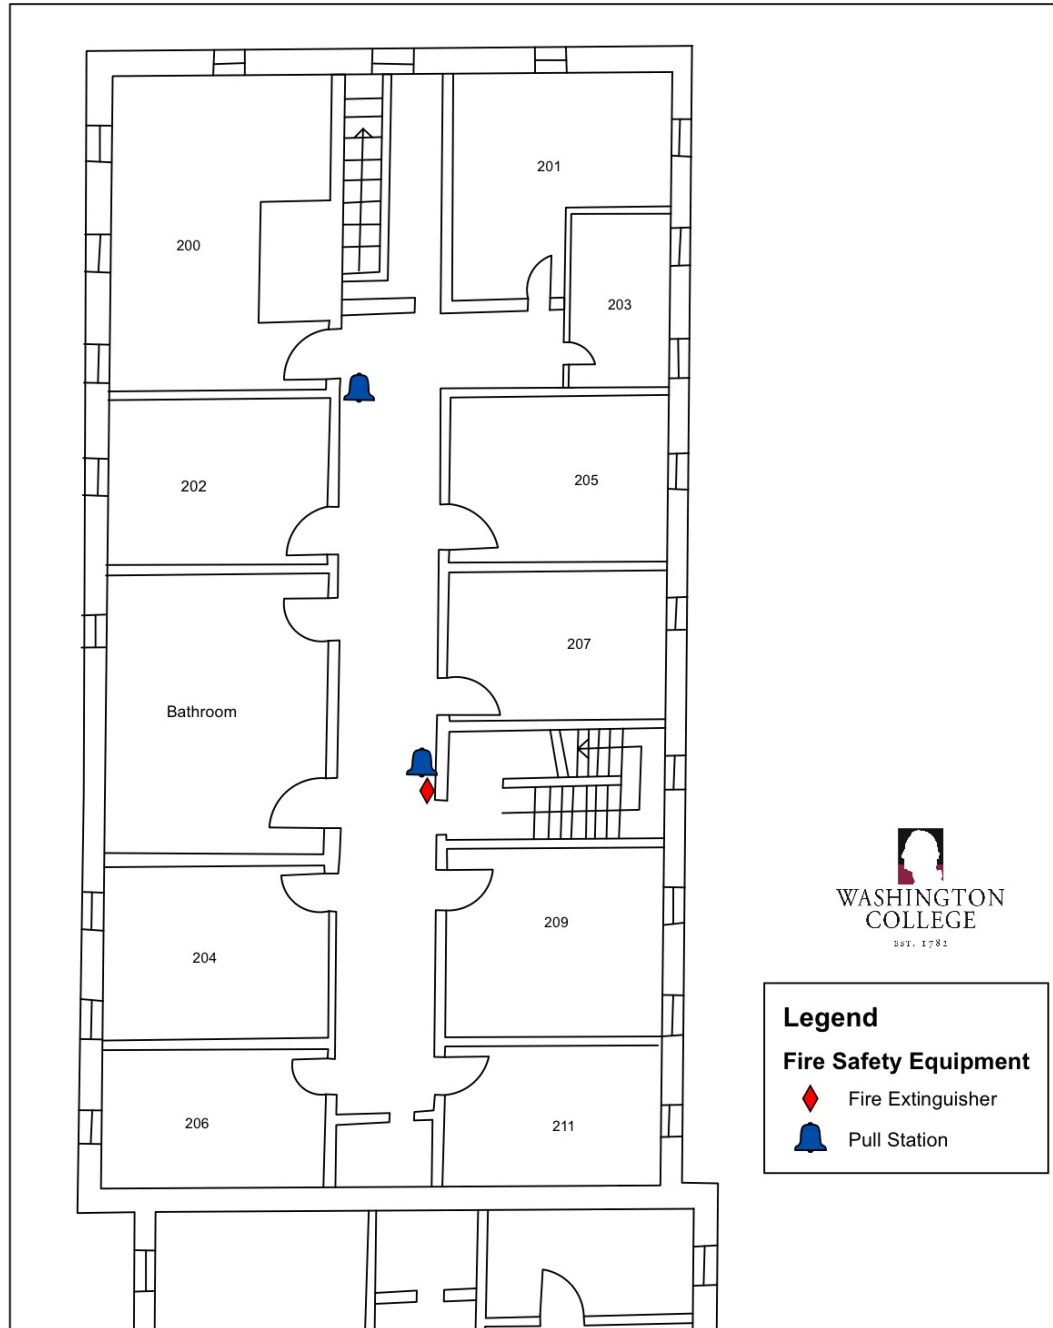 201
200
203
205
202
207
Bathroom
WASHINGTON
COLLEGE
EST. 1782
209
204
Legend
Fire Safety Equipment
Fire Extinguisher
206
211
Pull Station